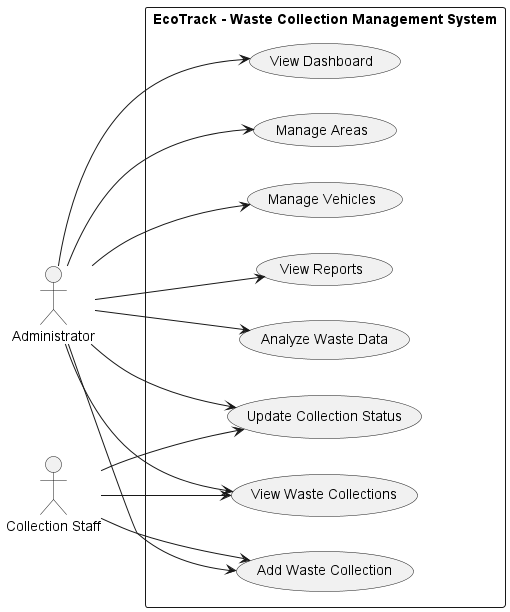 EcoTrack - Waste Collection Management System
View Dashboard
Manage Areas
Manage Vehicles
View Reports
Administrator
Analyze Waste Data
Update Collection Status
View Waste Collections
Collection Staff
Add Waste Collection